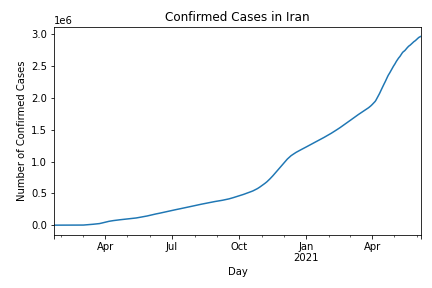 Confirmed Cases in Iran
1e6
3.0
2.5
2.0
1.5
1.0
0.5
0.0
Number of Confirmed Cases
Apr Jul Oct Jan Apr
2021
Day